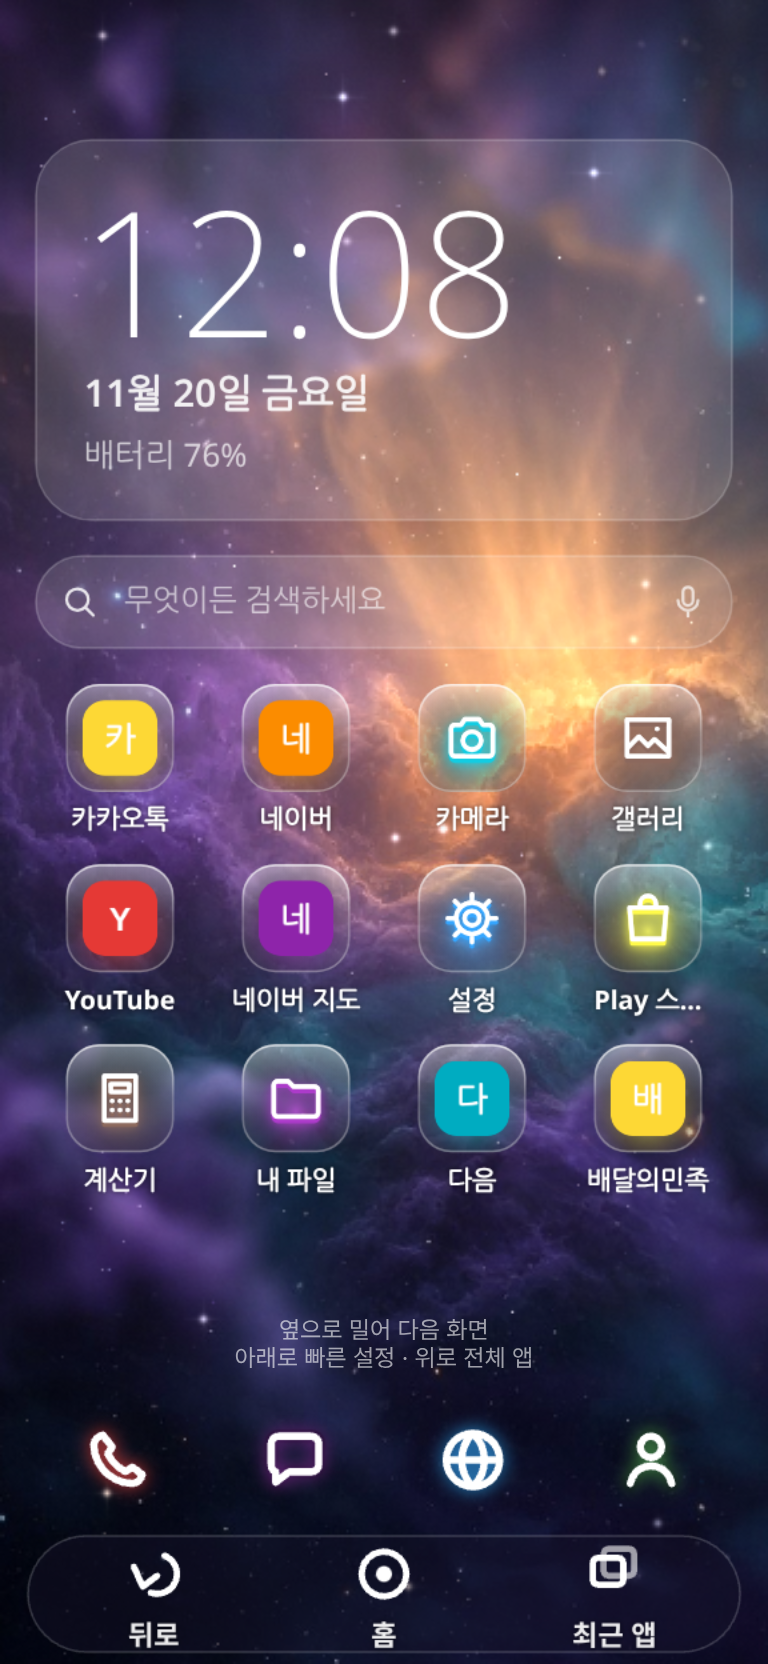 12:08
11월 20일 금요일
배터리 76%
무엇이든 검색하세요
카 네
카카오톡 네이버 카메라 갤러리
Y 네
YouTube 네이버 지도 설정 Play 스...
다 배
계산기 내 파일 다음 배달의민족
옆으로 밀어 다음 화면
아래로 빠른 설정 · 위로 전체 앱
뒤로 홈 최근 앱